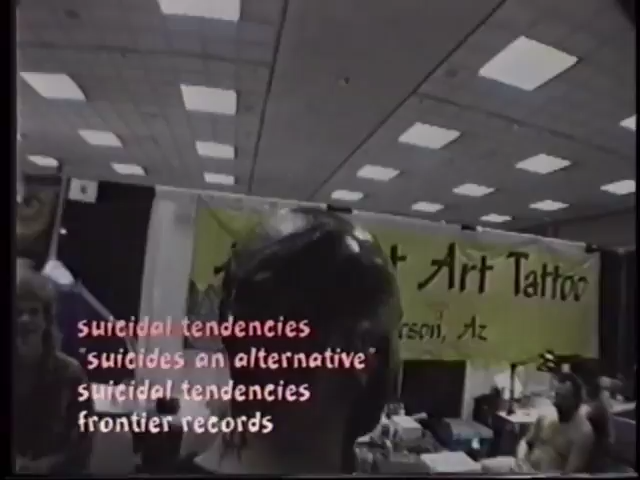 Art Tattoo
Az
suicidal tendencies
"suicides an alternative"
suicidal tendencies
frontier records